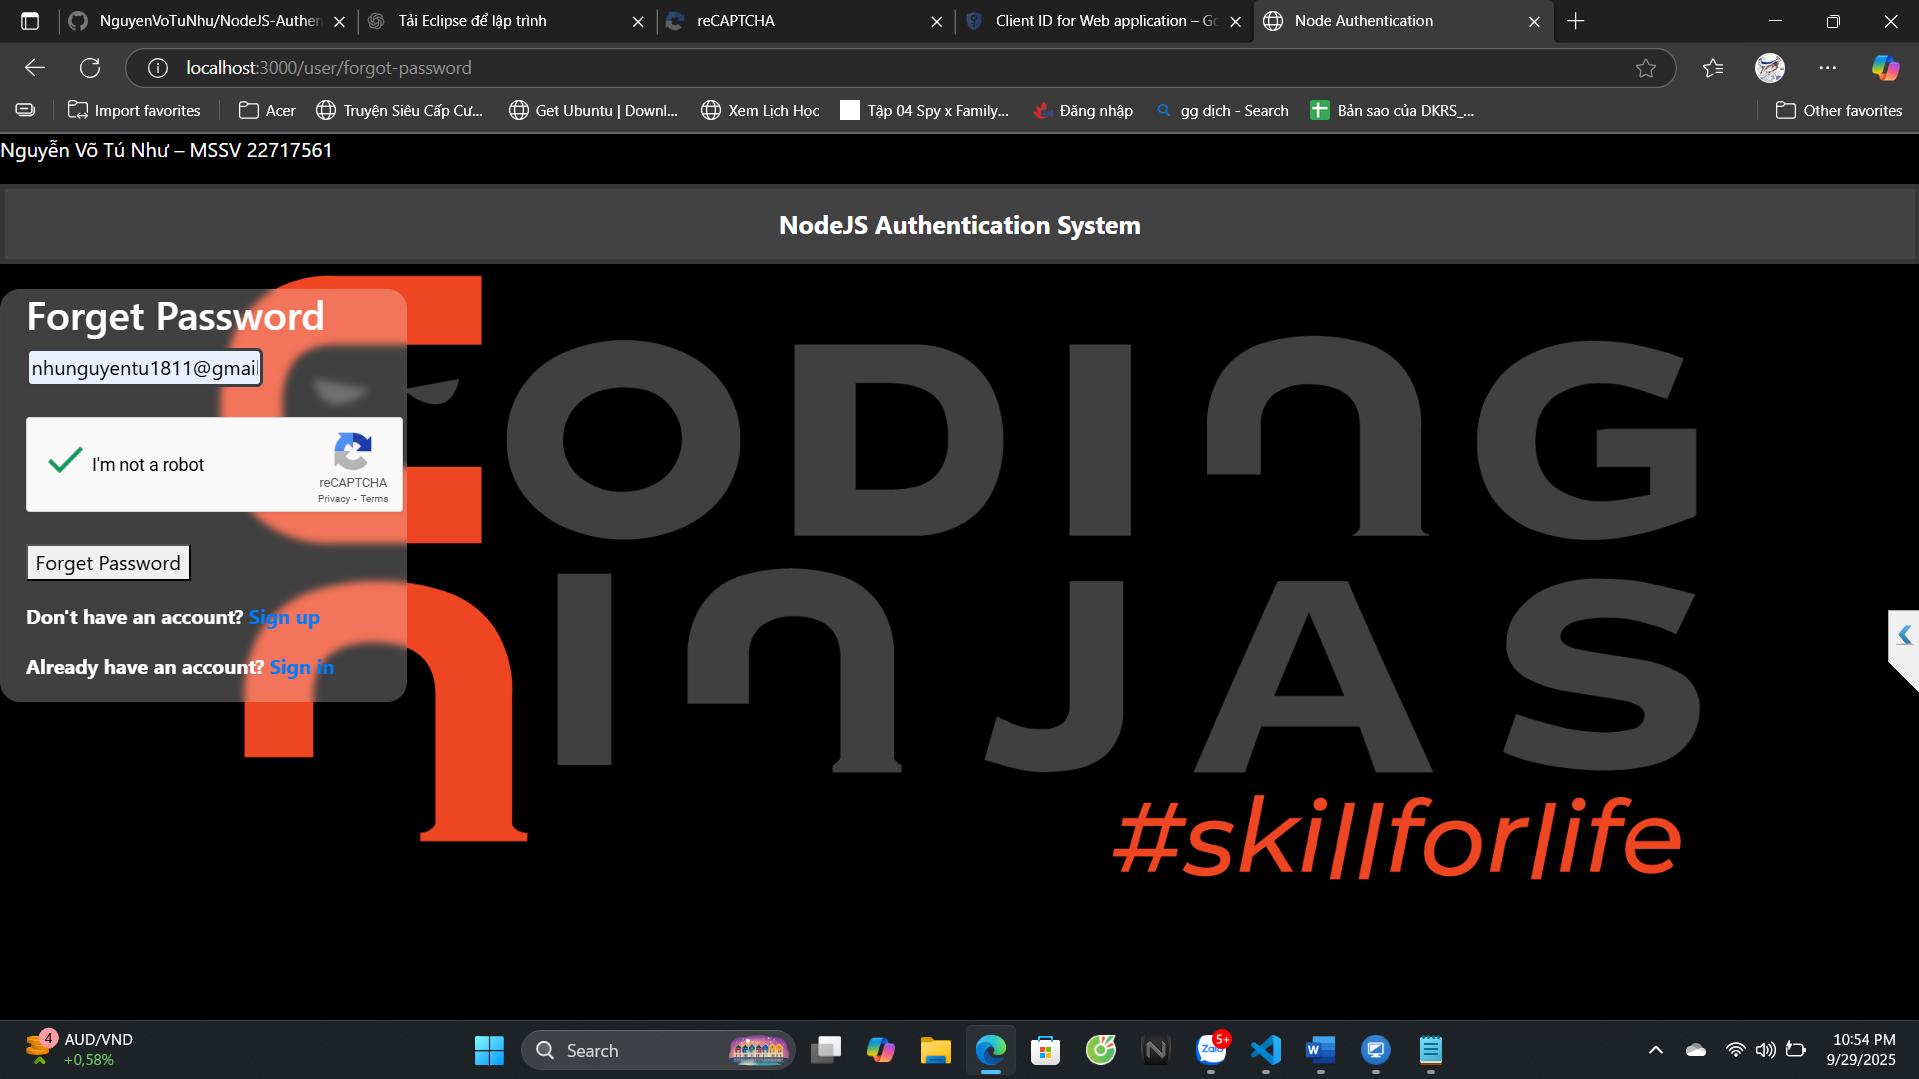 NguyenVoTuNhu/NodeJS-Authen
Tải Eclipse để lập trình
reCAPTCHA
Client ID for Web application – Go
Node Authentication
localhost:3000/user/forgot-password
Import favorites
Acer
Truyện Siêu Cấp Cư...
Get Ubuntu | Downl...
Xem Lịch Học
Tập 04 Spy x Family...
Đăng nhập
gg dịch - Search
Bản sao của DKRS_...
Other favorites
Nguyễn Võ Tú Như – MSSV 22717561
NodeJS Authentication System
Forget Password
nhunguyentu1811@gmail
I'm not a robot
reCAPTCHA
Privacy - Terms
Forget Password
Don't have an account? Sign up
Already have an account? Sign in
CODING
NINJAS
#skillforlife
4
AUD/VND
+0,58%
Search
Zalo
5+
10:54 PM
9/29/2025